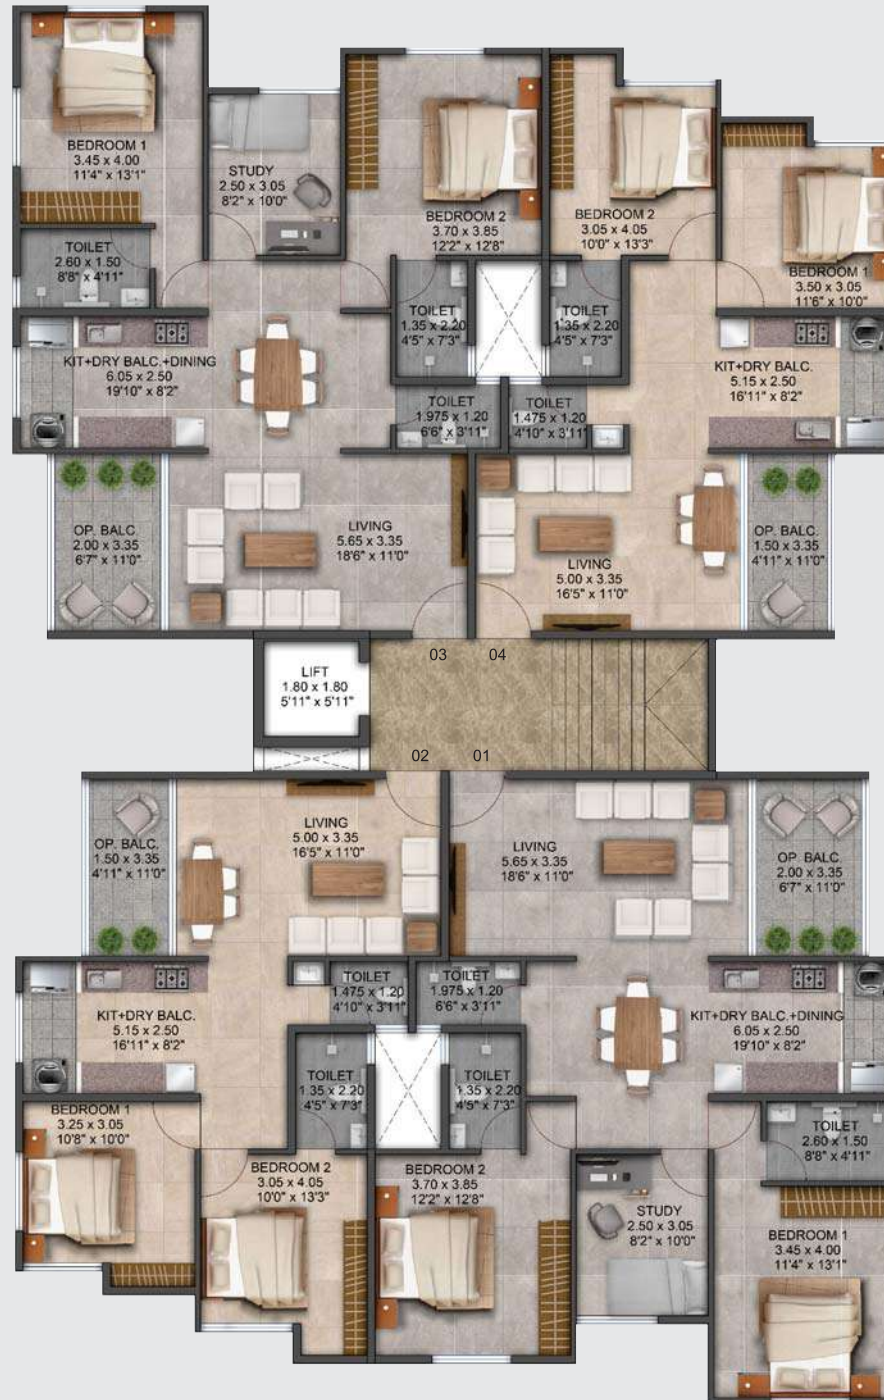 BEDROOM 1
3.45 x 4.00
11'4" x 13'1"
STUDY
2.50 x 3.05
8'2" x 10'0"
BEDROOM 2
3.70 x 3.85
12'2" x 12'8"
BEDROOM 2
3.05 x 4.05
10'0" x 13'3"
BEDROOM 1
3.50 x 3.05
11'6" x 10'0"
TOILET
2.60 x 1.50
8'8" x 4'11"
TOILET
1.35 x 2.20
4'5" x 7'3"
TOILET
1.35 x 2.20
4'5" x 7'3"
KIT+DRY BALC.+DINING
6.05 x 2.50
19'10" x 8'2"
KIT+DRY BALC.
5.15 x 2.50
16'11" x 8'2"
TOILET
1.975 x 1.20
6'6" x 3'11"
TOILET
1.475 x 1.20
4'10" x 3'11"
OP. BALC.
2.00 x 3.35
6'7" x 11'0"
LIVING
5.65 x 3.35
18'6" x 11'0"
LIVING
5.00 x 3.35
16'5" x 11'0"
OP. BALC.
1.50 x 3.35
4'11" x 11'0"
03
04
LIFT
1.80 x 1.80
5'11" x 5'11"
02
01
OP. BALC.
1.50 x 3.35
4'11" x 11'0"
LIVING
5.00 x 3.35
16'5" x 11'0"
LIVING
5.65 x 3.35
18'6" x 11'0"
OP. BALC.
2.00 x 3.35
6'7" x 11'0"
KIT+DRY BALC.
5.15 x 2.50
16'11" x 8'2"
TOILET
1.475 x 1.20
4'10" x 3'11"
TOILET
1.975 x 1.20
6'6" x 3'11"
KIT+DRY BALC.+DINING
6.05 x 2.50
19'10" x 8'2"
TOILET
1.35 x 2.20
4'5" x 7'3"
TOILET
1.35 x 2.20
4'5" x 7'3"
BEDROOM 1
3.25 x 3.05
10'8" x 10'0"
TOILET
2.60 x 1.50
8'8" x 4'11"
BEDROOM 2
3.05 x 4.05
10'0" x 13'3"
BEDROOM 2
3.70 x 3.85
12'2" x 12'8"
STUDY
2.50 x 3.05
8'2" x 10'0"
BEDROOM 1
3.45 x 4.00
11'4" x 13'1"